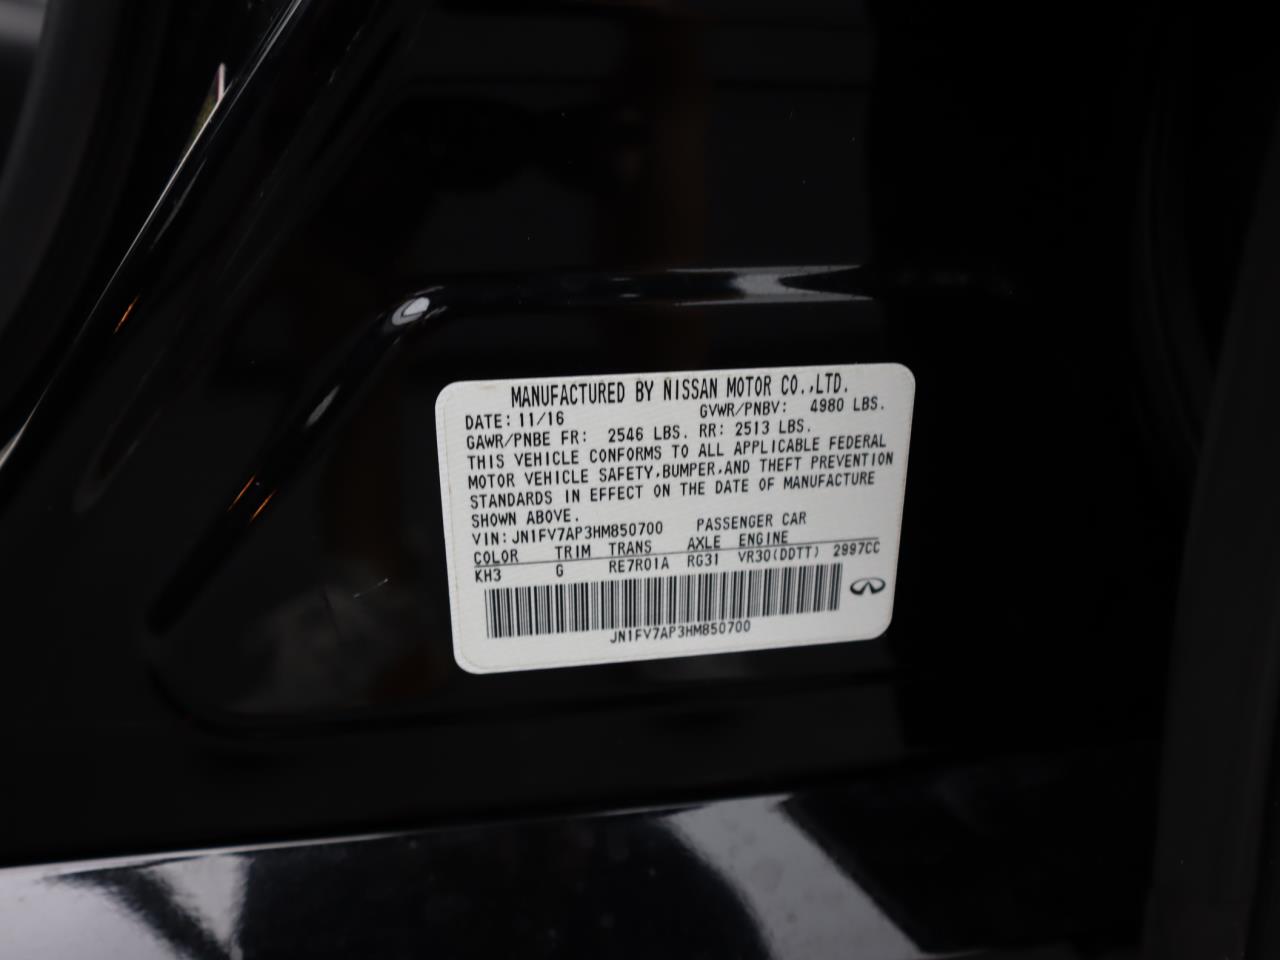 MANUFACTURED BY NISSAN MOTOR CO.,LTD.
DATE: 11/16 GVWR/PNBV: 4980 LBS.
GAWR/PNBE FR: 2546 LBS. RR: 2513 LBS.
THIS VEHICLE CONFORMS TO ALL APPLICABLE FEDERAL
MOTOR VEHICLE SAFETY,BUMPER,AND THEFT PREVENTION
STANDARDS IN EFFECT ON THE DATE OF MANUFACTURE
SHOWN ABOVE.
VIN: JN1FV7AP3HM850700 PASSENGER CAR
COLOR TRIM TRANS AXLE ENGINE
KH3 G RE7R01A RG31 VR30(DDTT) 2997CC
JN1FV7AP3HM850700